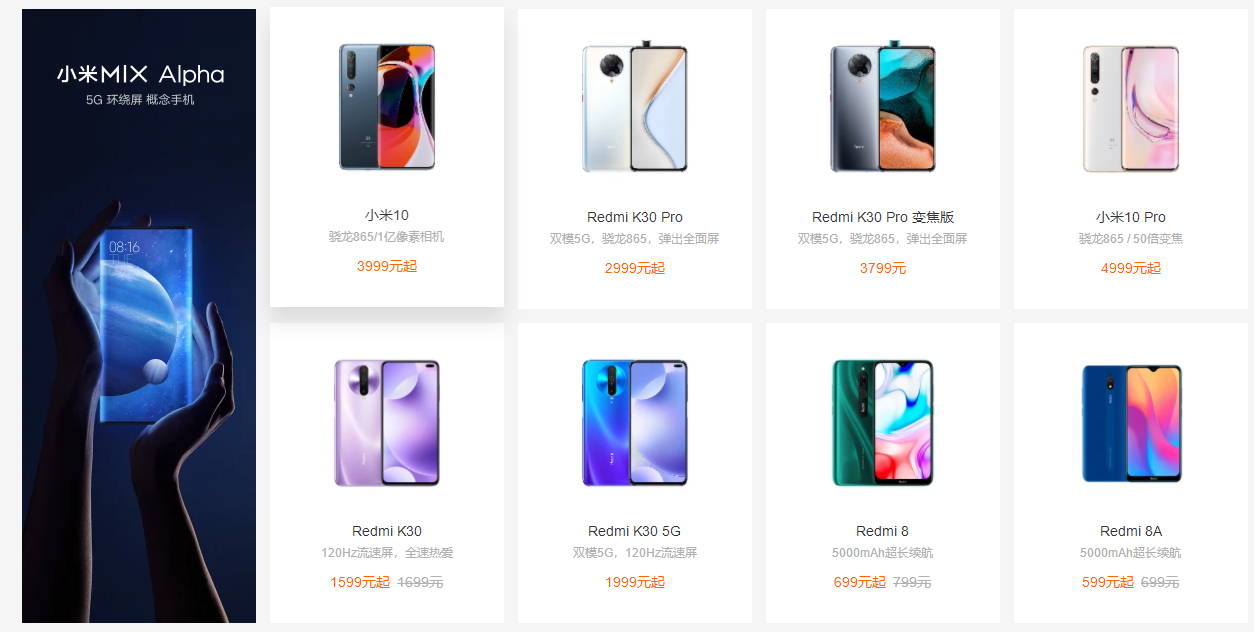 小米MIX Alpha
5G 环绕屏 概念手机
08:16
TUE
小米10
骁龙865/1亿像素相机
3999元起
Redmi K30 Pro
双模5G，骁龙865，弹出全面屏
2999元起
Redmi K30 Pro 变焦版
双模5G，骁龙865，弹出全面屏
3799元
小米10 Pro
骁龙865 / 50倍变焦
4999元起
Redmi K30
120Hz流速屏，全速热爱
1599元起 1699元
Redmi K30 5G
双模5G，120Hz流速屏
1999元起
Redmi 8
5000mAh超长续航
699元起 799元
Redmi 8A
5000mAh超长续航
599元起 699元